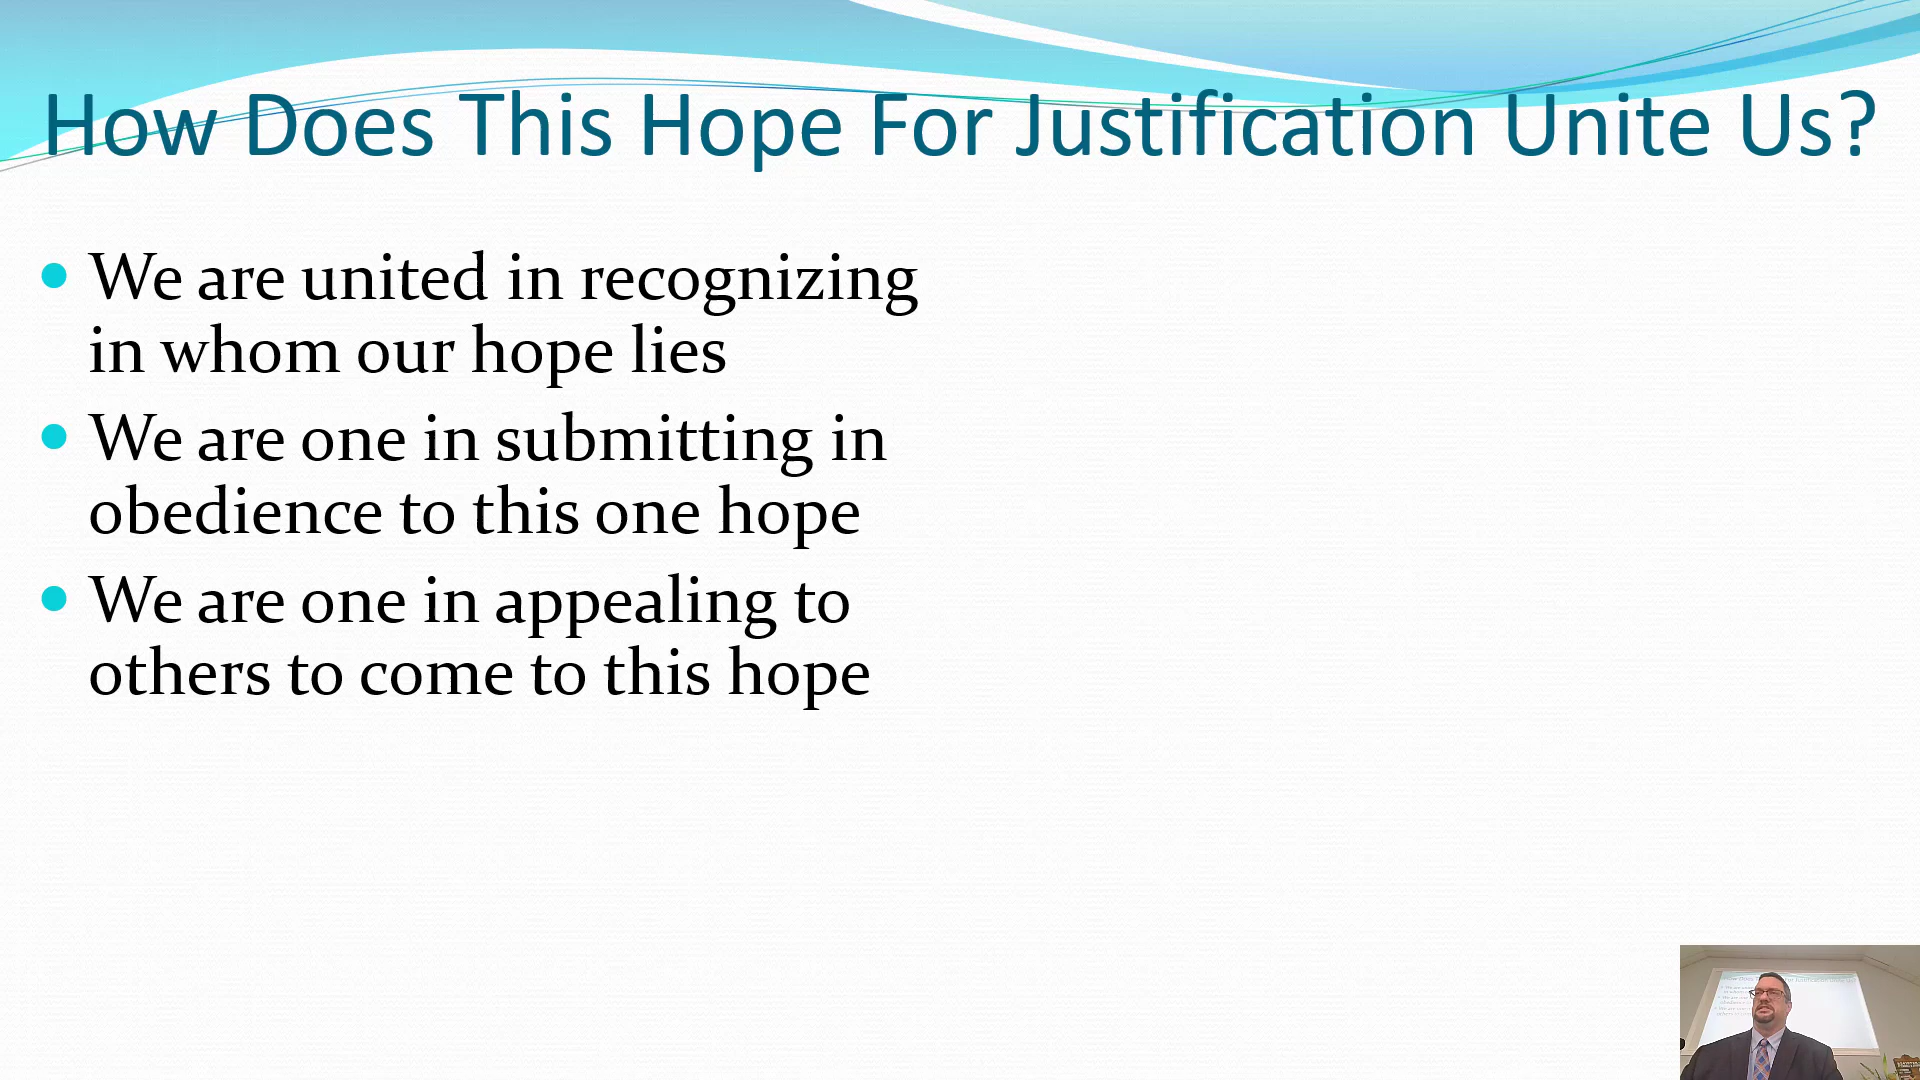 How Does This Hope For Justification Unite Us?
• We are united in recognizing
in whom our hope lies
• We are one in submitting in
obedience to this one hope
• We are one in appealing to
others to come to this hope